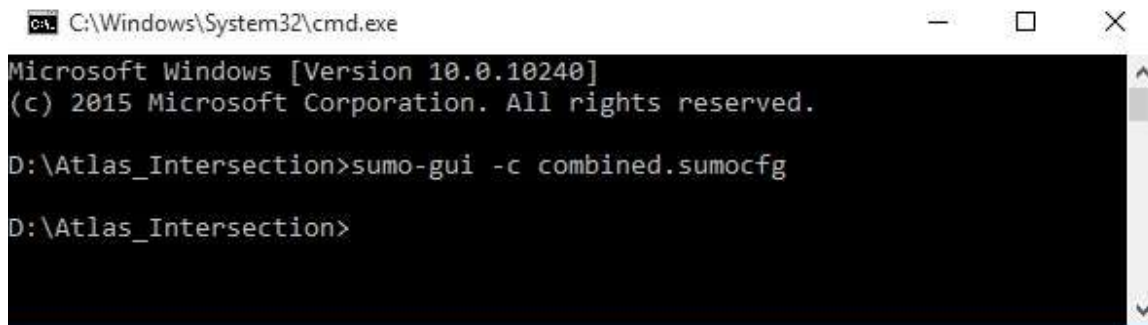 C:\Windows\System32\cmd.exe
Microsoft Windows [Version 10.0.10240]
(c) 2015 Microsoft Corporation. All rights reserved.
D:\Atlas_Intersection>sumo-gui -c combined.sumocfg
D:\Atlas_Intersection>